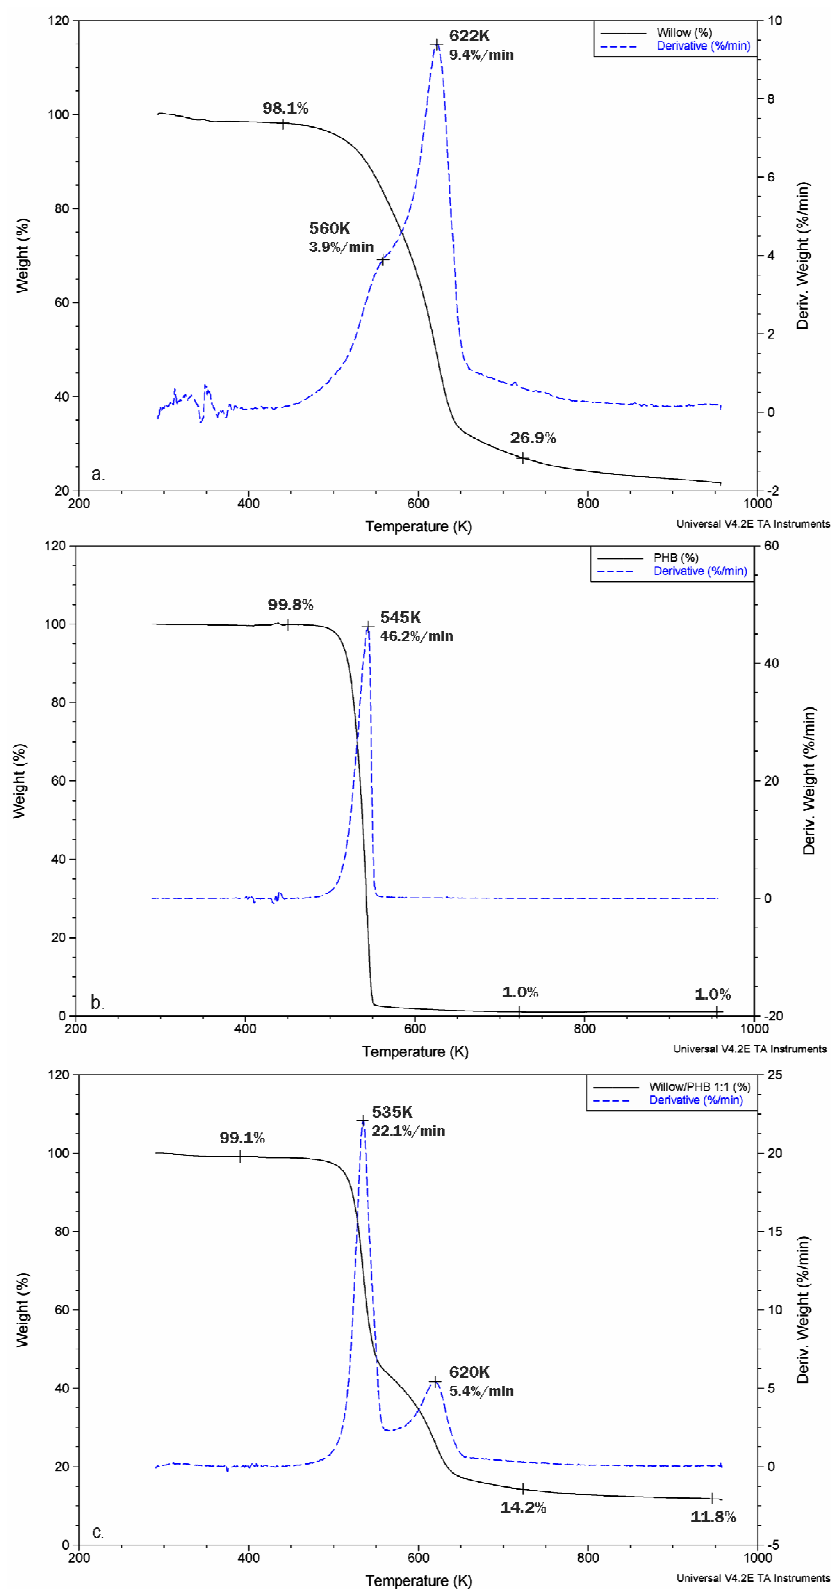 120
100
80
60
40
20
Weight (%)
10
8
6
4
2
0
-2
Deriv. Weight (%/min)
Willow (%)
Derivative (%/min)
622K
9.4%/min
98.1%
560K
3.9%/min
26.9%
a.
200
400
600
800
1000
Temperature (K)
Universal V4.2E TA Instruments
120
100
80
60
40
20
0
Weight (%)
60
40
20
0
-20
Deriv. Weight (%/min)
PHB (%)
Derivative (%/min)
99.8%
545K
46.2%/min
1.0%
1.0%
b.
200
400
600
800
1000
Temperature (K)
Universal V4.2E TA Instruments
120
100
80
60
40
20
0
Weight (%)
25
20
15
10
5
0
-5
Deriv. Weight (%/min)
Willow/PHB 1:1 (%)
Derivative (%/min)
535K
22.1%/min
99.1%
620K
5.4%/min
14.2%
11.8%
c.
200
400
600
800
1000
Temperature (K)
Universal V4.2E TA Instruments